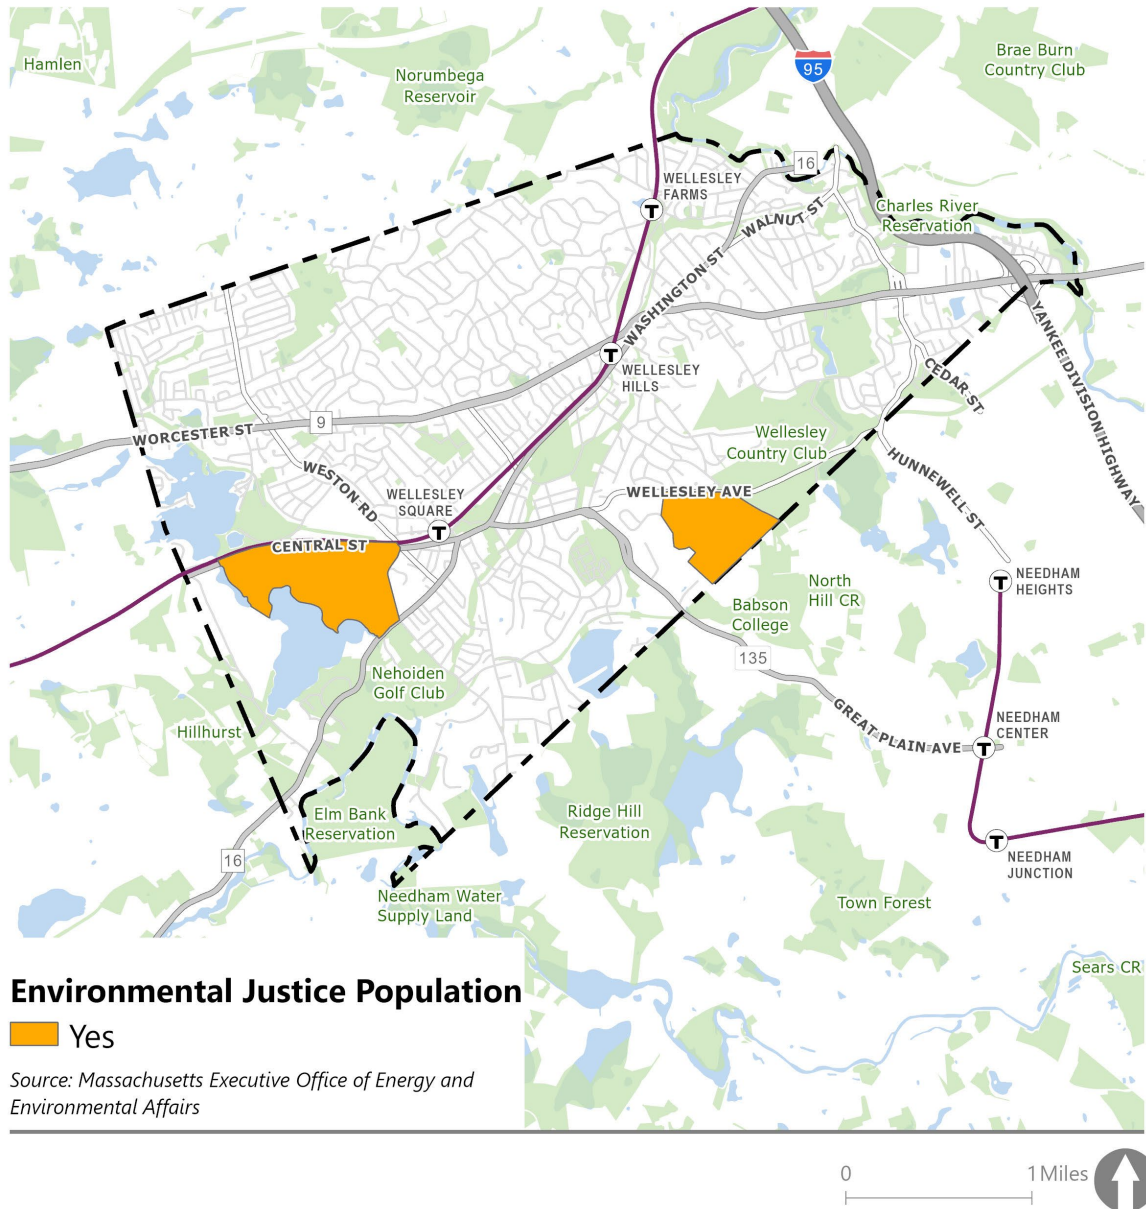 Hamlen
Norumbega
Reservoir
95
Brae Burn
Country Club
16
WELLESLEY
FARMS
WALNUT ST
Charles River
Reservation
WASHINGTON ST
YANKEE DIVISION HIGHWAY
WELLESLEY
HILLS
CEDAR ST
9
WORCESTER ST
Wellesley
Country Club
WESTON RD
HUNNEWELL ST
WELLESLEY
SQUARE
WELLESLEY AVE
CENTRAL ST
NEEDHAM
HEIGHTS
North
Hill CR
Babson
College
135
Nehoiden
Golf Club
Hillhurst
GREAT PLAIN AVE
NEEDHAM
CENTER
Elm Bank
Reservation
Ridge Hill
Reservation
16
NEEDHAM
JUNCTION
Needham Water
Supply Land
Town Forest
Sears CR
T
T
T
T
T
T
Environmental Justice Population
Yes
Source: Massachusetts Executive Office of Energy and
Environmental Affairs
0 1 Miles